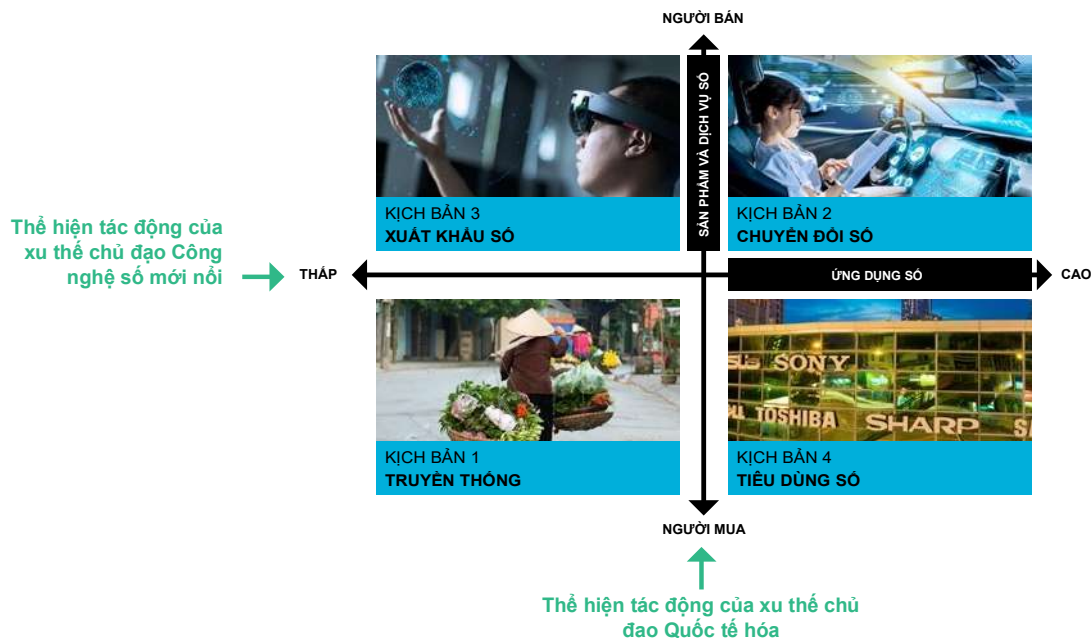 NGƯỜI BÁN
SẢN PHẨM VÀ DỊCH VỤ SỐ
KỊCH BẢN 3
XUẤT KHẨU SỐ
KỊCH BẢN 2
CHUYỂN ĐỔI SỐ
Thể hiện tác động của
xu thế chủ đạo Công
nghệ số mới nổi
THẤP
ỨNG DỤNG SỐ
CAO
SONY
TOSHIBA
SHARP
KỊCH BẢN 1
TRUYỀN THỐNG
KỊCH BẢN 4
TIÊU DÙNG SỐ
NGƯỜI MUA
Thể hiện tác động của xu thế chủ
đao Quốc tế hóa